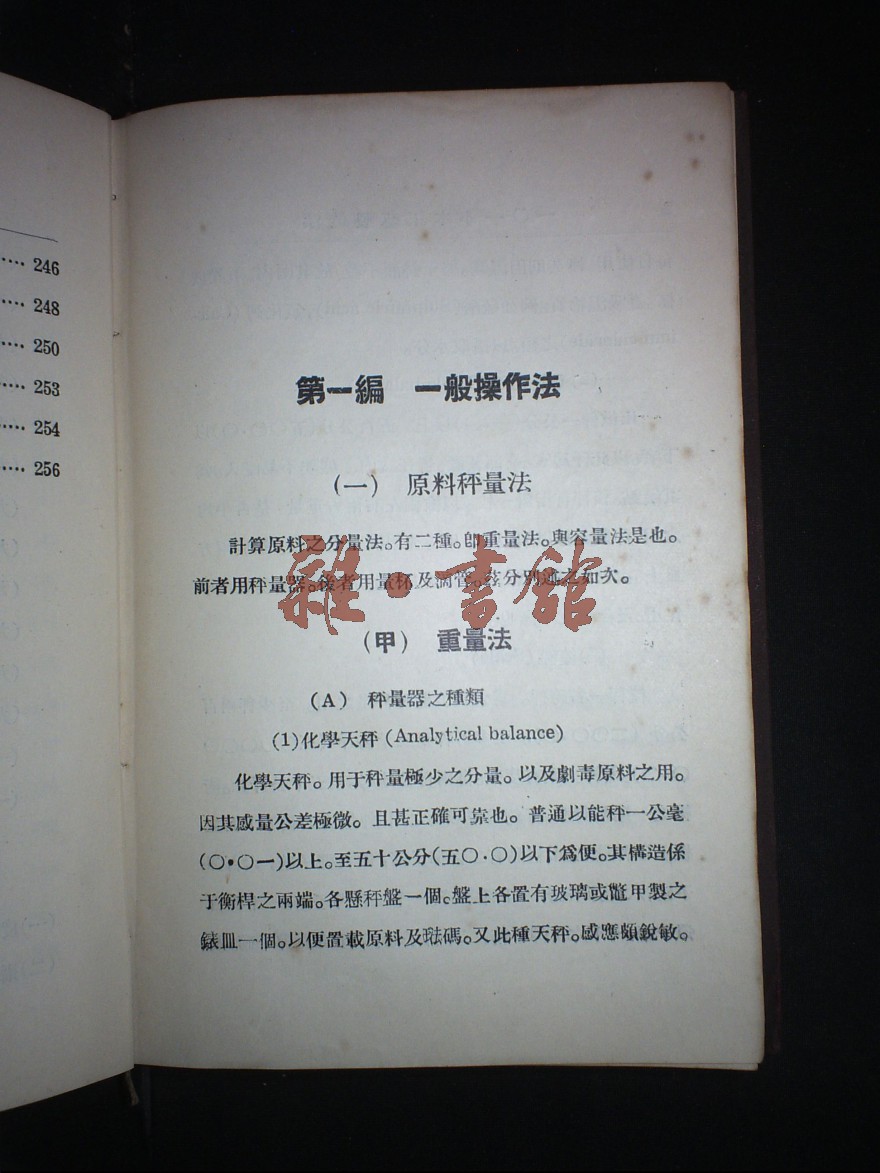 ···· 246
···· 248
···· 250
···· 253
···· 254
···· 256
第一編　一般操作法
(一)　原料秤量法
計算原料之分量法。有二種。卽重量法。與容量法是也。
前者用秤量器。後者用量杯及滴管。玆分別述之如次。
雜·書館
(甲)　重量法
(A)　秤量器之種類
(1)化學天秤(Analytical balance)
化學天秤。用于秤量極少之分量。以及劇毒原料之用。
因其感量公差極微。且甚正確可靠也。普通以能秤一公毫
(〇·〇一)以上。至五十公分(五〇.〇)以下爲便。其構造係
于衡桿之兩端。各懸秤盤一個。盤上各置有玻璃或鼈甲製之
錶皿一個。以便置載原料及琺碼。又此種天秤。感應頗銳敏。